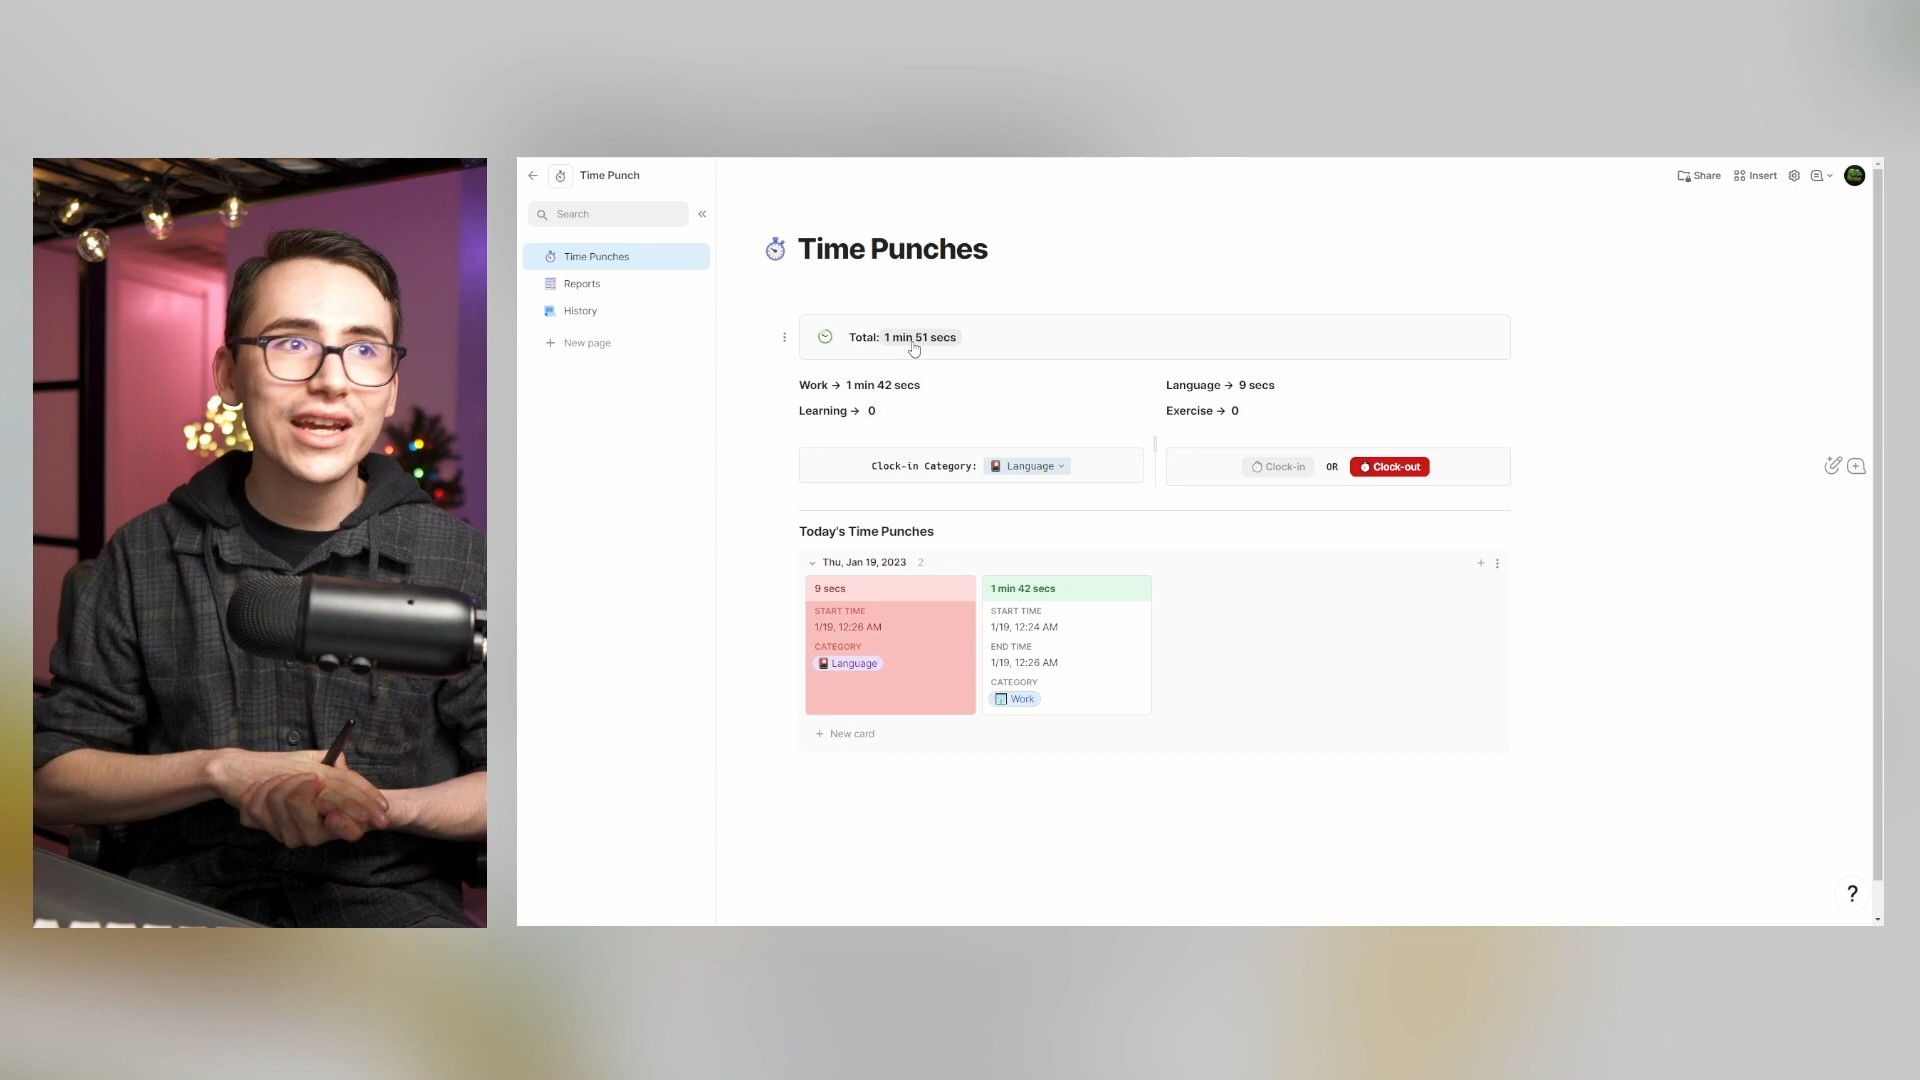 Time Punch
Share
Insert
Search
Time Punches
Reports
History
+ New page
Time Punches
Total: 1 min 51 secs
Work → 1 min 42 secs
Language → 9 secs
Learning → 0
Exercise → 0
Clock-in Category: Language
Clock-in OR Clock-out
Today's Time Punches
Thu, Jan 19, 2023 2
9 secs
START TIME
1/19, 12:26 AM
CATEGORY
Language
1 min 42 secs
START TIME
1/19, 12:24 AM
END TIME
1/19, 12:26 AM
CATEGORY
Work
+ New card
?